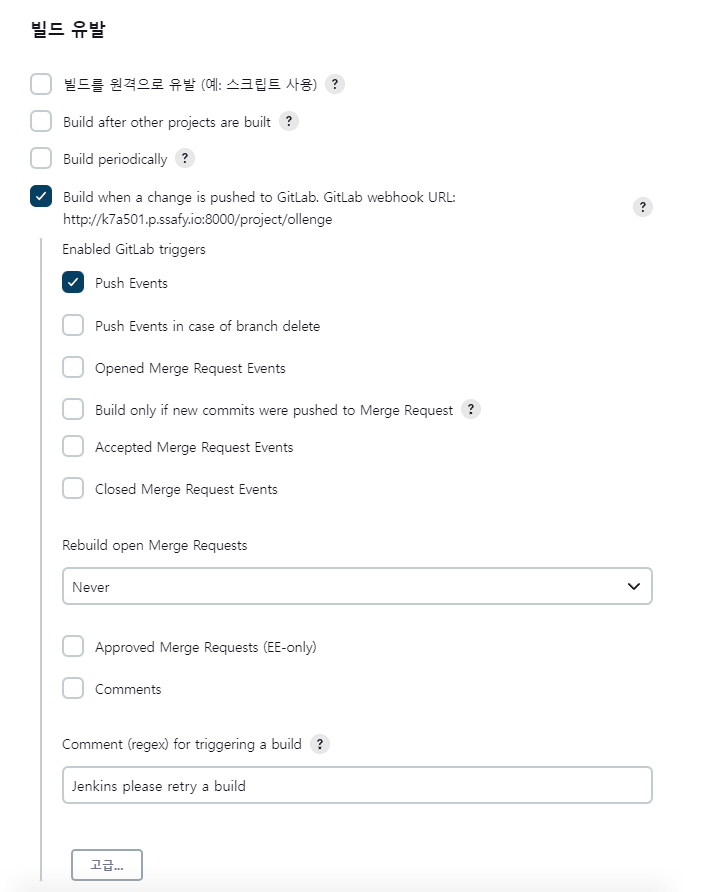 빌드 유발
빌드를 원격으로 유발 (예: 스크립트 사용) ?
Build after other projects are built ?
Build periodically ?
Build when a change is pushed to GitLab. GitLab webhook URL:
http://k7a501.p.ssafy.io:8000/project/ollenge ?
Enabled GitLab triggers
Push Events
Push Events in case of branch delete
Opened Merge Request Events
Build only if new commits were pushed to Merge Request ?
Accepted Merge Request Events
Closed Merge Request Events
Rebuild open Merge Requests
Never
Approved Merge Requests (EE-only)
Comments
Comment (regex) for triggering a build ?
Jenkins please retry a build
고급...